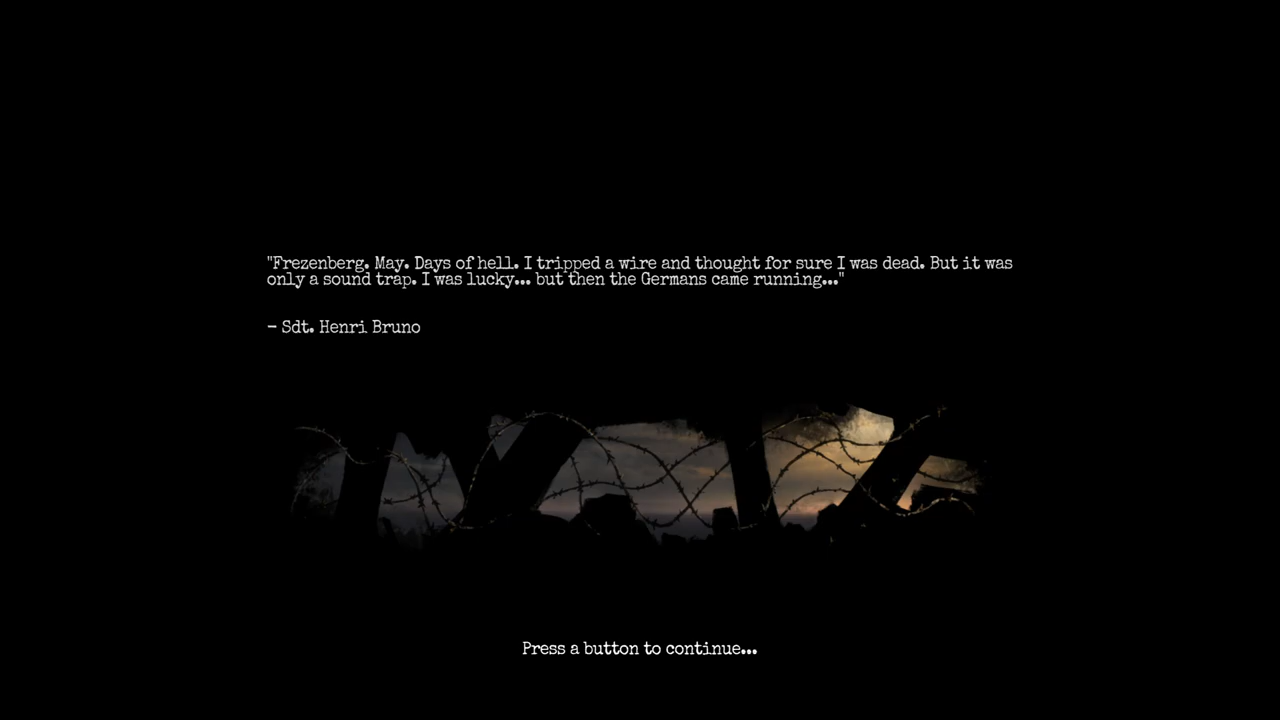 "Frezenberg. May. Days of hell. I tripped a wire and thought for sure I was dead. But it was
only a sound trap. I was lucky... but then the Germans came running..."
- Sdt. Henri Bruno
Press a button to continue...